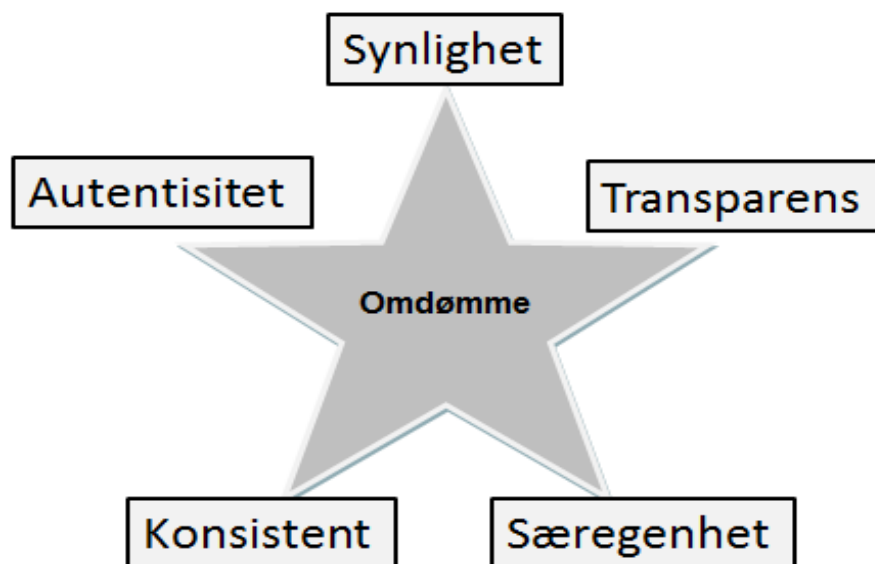 Synlighet
Autentisitet
Transparens
Omdømme
Konsistent
Særegenhet